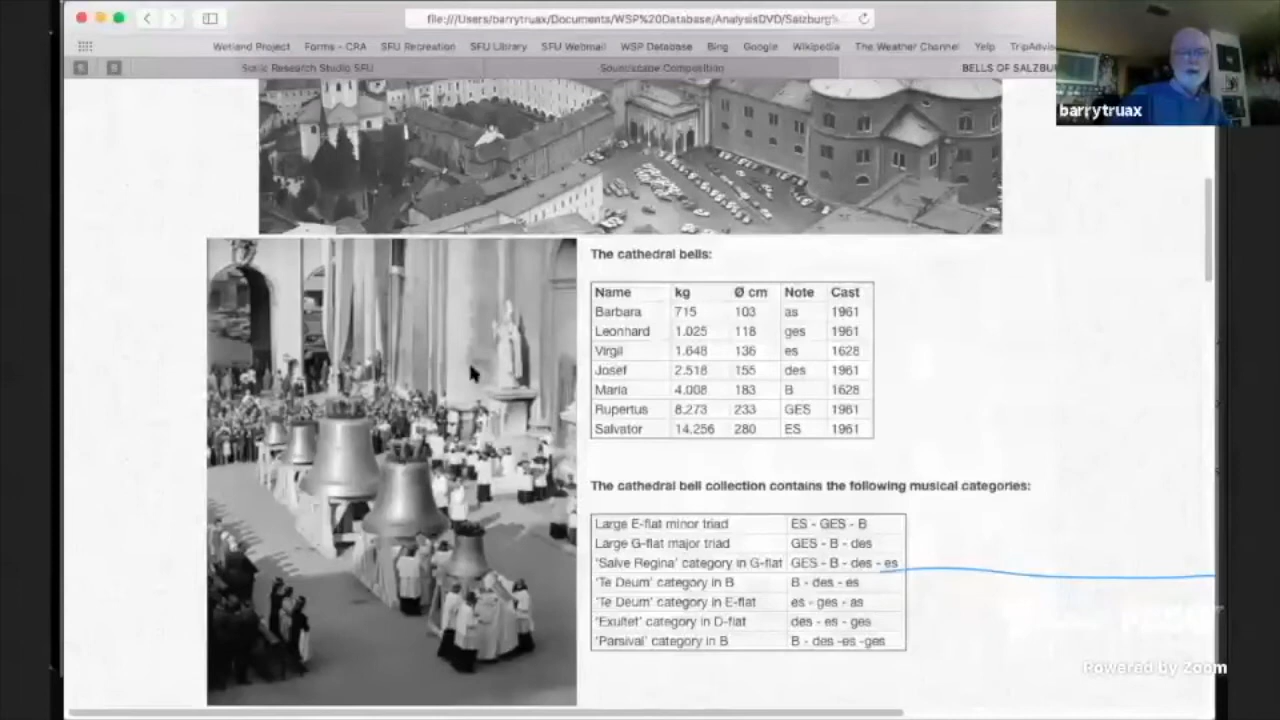 file:///Users/barrytruax/Documents/WSP%20Database/AnalysisDVD/Salzburg%
Wetland Project Forms - CRA SFU Recreation SFU Library SFU Webmail WSP Database Bing Google Wikipedia The Weather Channel Yelp TripAdvis
Sonic Research Studio SFU Soundscape Composition BELLS OF SALZBU
barrytruax
The cathedral bells:
Name kg Ø cm Note Cast
Barbara 715 103 as 1961
Leonhard 1.025 118 ges 1961
Virgil 1.648 136 es 1628
Josef 2.518 155 des 1961
Maria 4.008 183 B 1628
Rupertus 8.273 233 GES 1961
Salvator 14.256 280 ES 1961
The cathedral bell collection contains the following musical categories:
Large E-flat minor triad ES - GES - B
Large G-flat major triad GES - B - des
'Salve Regina' category in G-flat GES - B - des - es
'Te Deum' category in B B - des - es
'Te Deum' category in E-flat es - ges - as
'Exultet' category in D-flat des - es - ges
'Parsival' category in B B - des -es -ges
Powered by Zoom